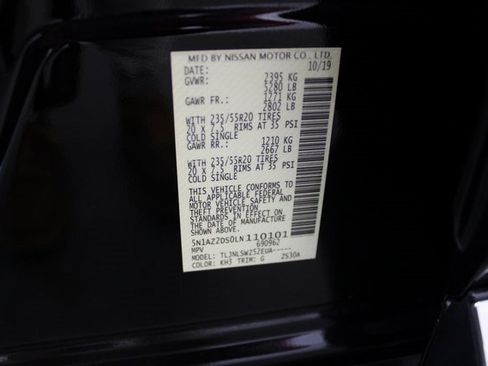 MFD BY NISSAN MOTOR CO., LTD.
DATE: 10/19
GVWR: 2395 KG
5280 LB
GAWR FR.: 1271 KG
2802 LB
WITH 235/55R20 TIRES
20 X 7.5 RIMS AT 35 PSI
COLD SINGLE
GAWR RR.: 1210 KG
2667 LB
WITH 235/55R20 TIRES
20 X 7.5 RIMS AT 35 PSI
COLD SINGLE
THIS VEHICLE CONFORMS TO
ALL APPLICABLE FEDERAL
MOTOR VEHICLE SAFETY AND
THEFT PREVENTION
STANDARDS IN EFFECT ON
THE DATE OF MANUFACTURE
SHOWN ABOVE.
5N1AZ2DS0LN110101
MPV 690962
MODEL: TLJNLSWZ52EUA-----
COLOR: KH3 TRIM: G ZS30A